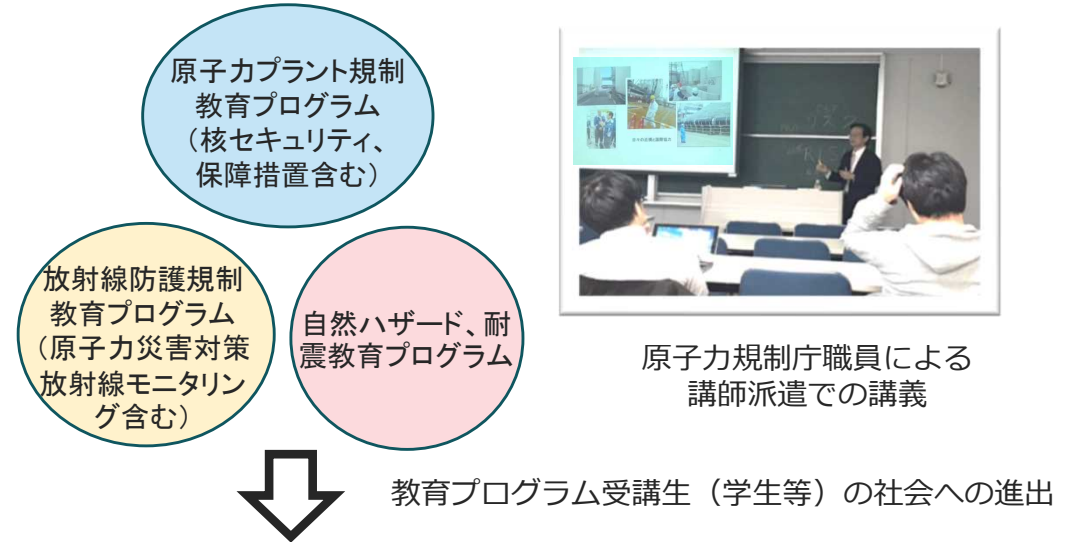 原子力プラント規制
教育プログラム
（核セキュリティ、
保障措置含む）
放射線防護規制
教育プログラム
（原子力災害対策
放射線モニタリン
グ含む）
自然ハザード、耐
震教育プログラム
原子力規制庁職員による
講師派遣での講義
教育プログラム受講生（学生等）の社会への進出